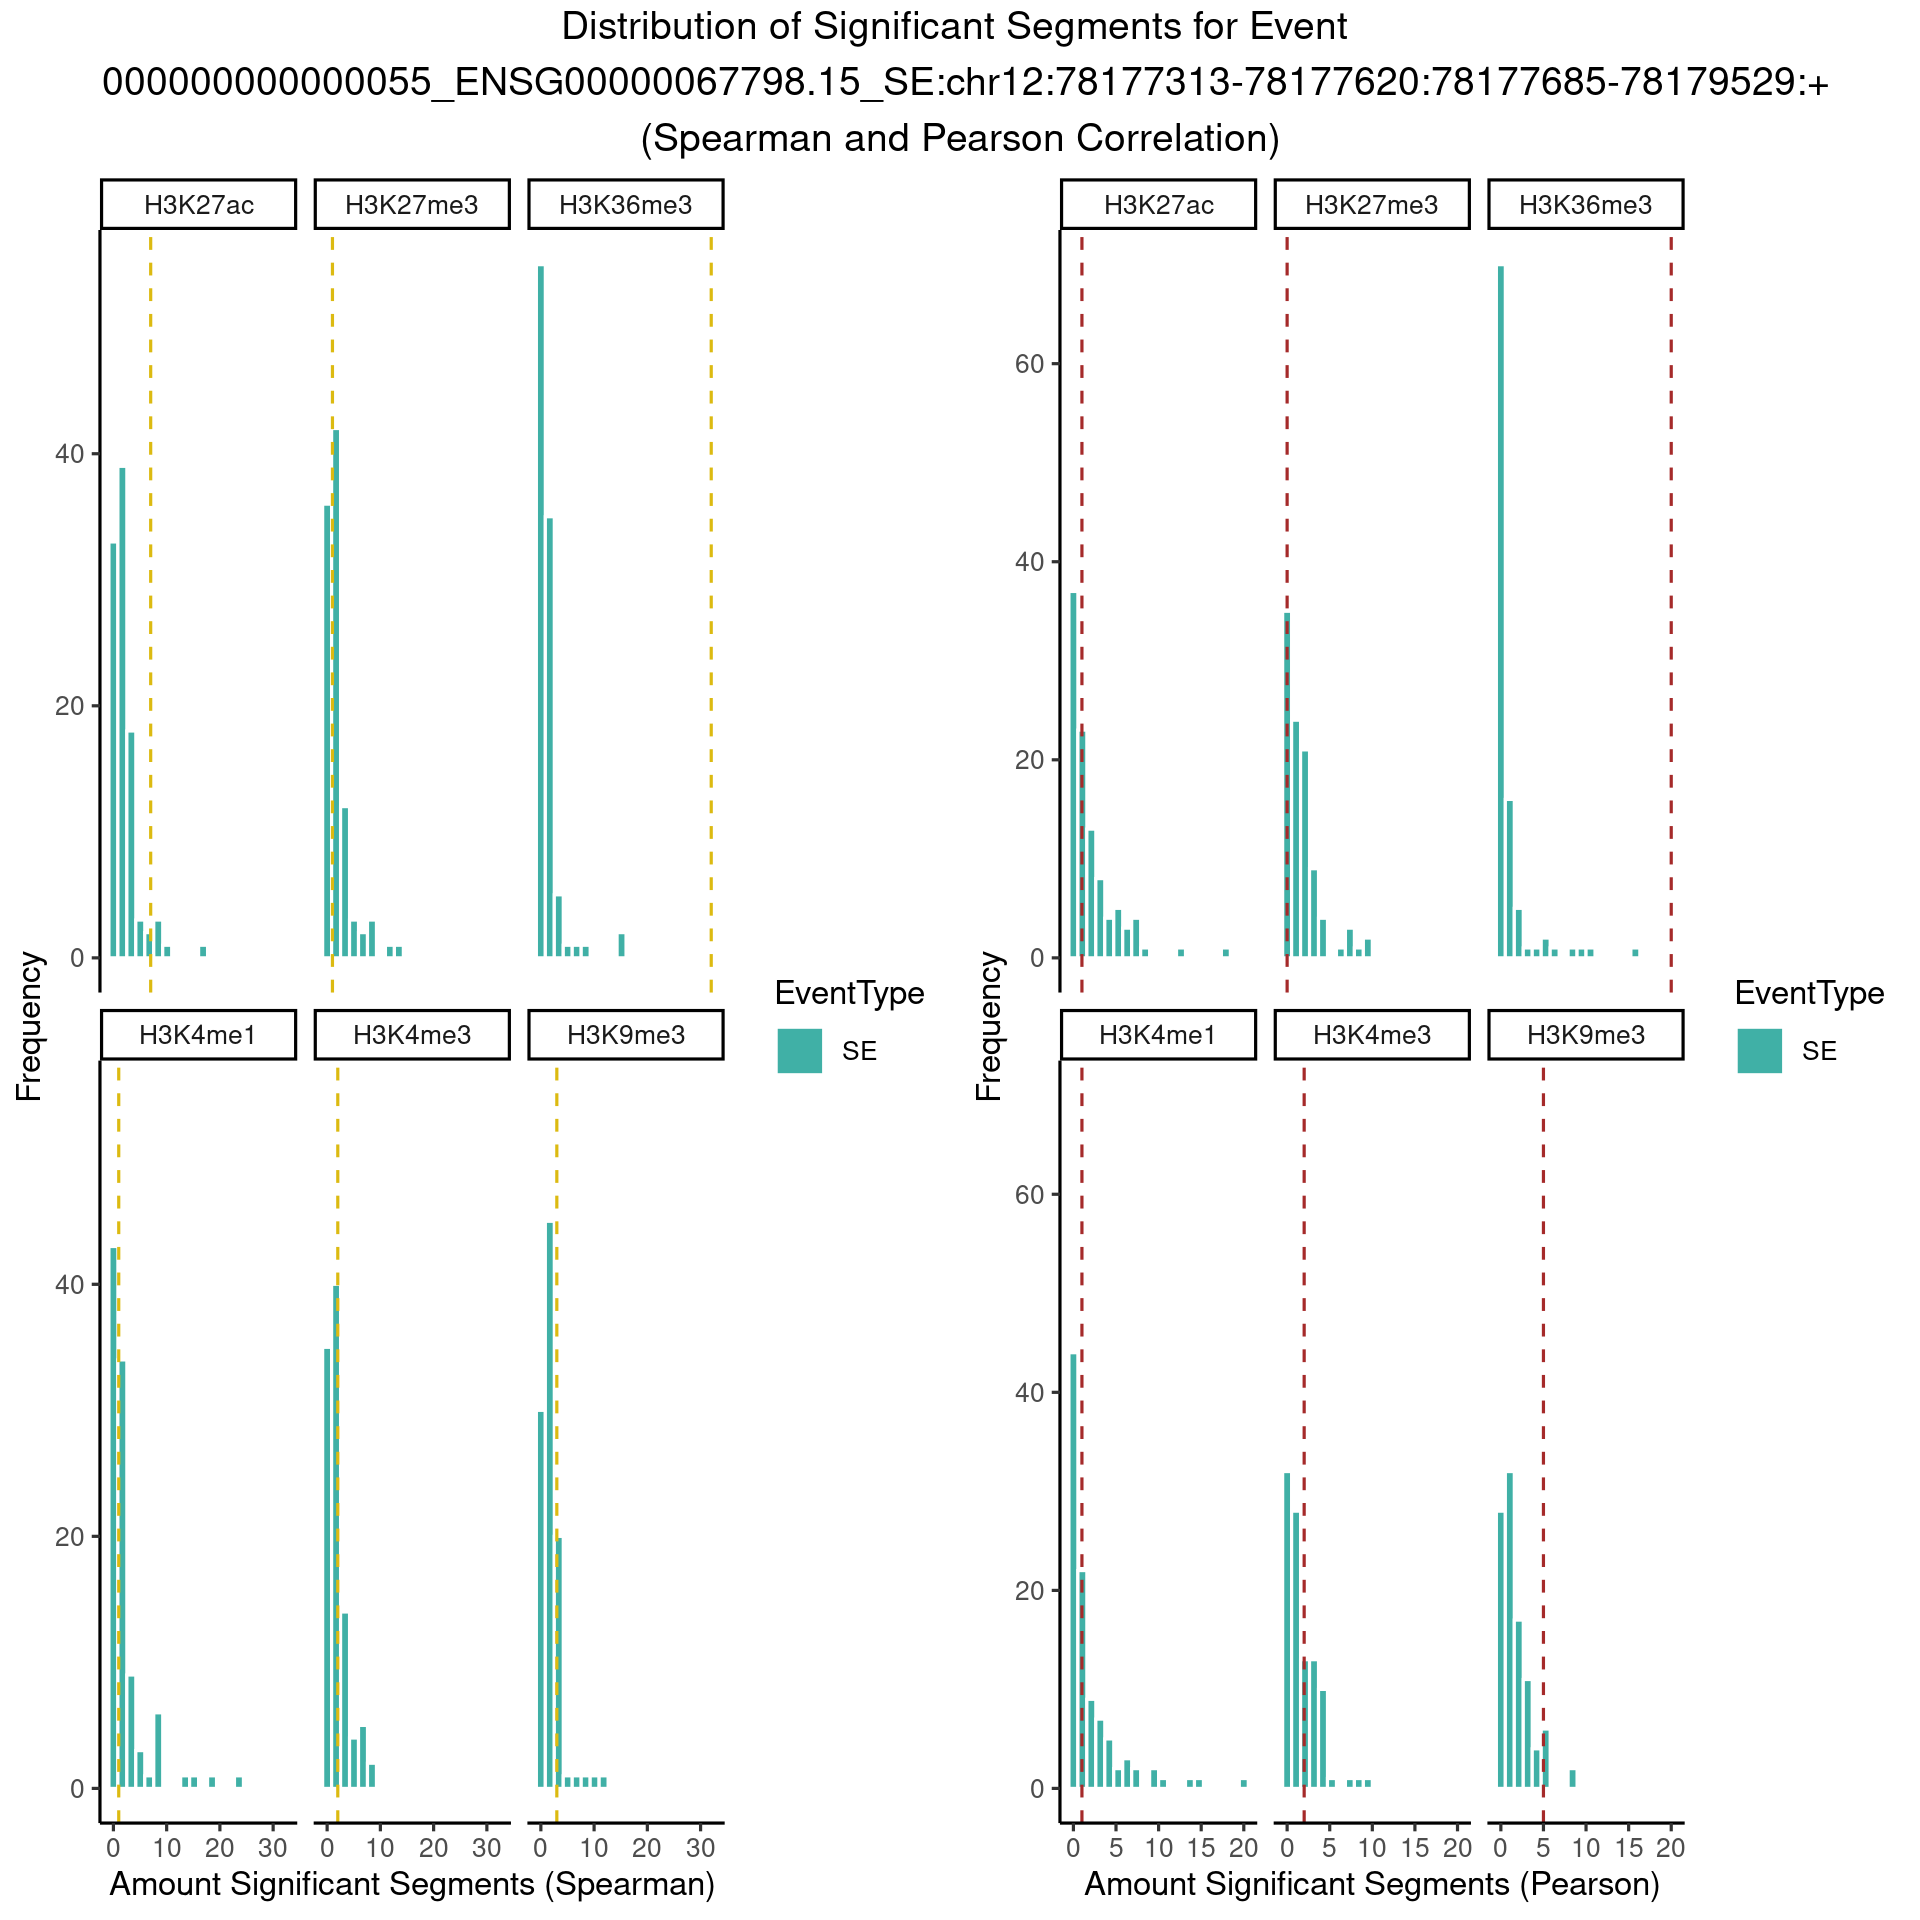 Distribution of Significant Segments for Event
000000000000055_ENSG00000067798.15_SE:chr12:78177313-78177620:78177685-78179529:+
(Spearman and Pearson Correlation)
H3K27ac H3K27me3 H3K36me3
40
20
0
H3K4me1 H3K4me3 H3K9me3
40
20
0
0 10 20 30 0 10 20 30 0 10 20 30
Amount Significant Segments (Spearman)
Frequency
EventType
SE
H3K27ac H3K27me3 H3K36me3
60
40
20
0
H3K4me1 H3K4me3 H3K9me3
60
40
20
0
0 5 10 15 20 0 5 10 15 20 0 5 10 15 20
Amount Significant Segments (Pearson)
Frequency
EventType
SE